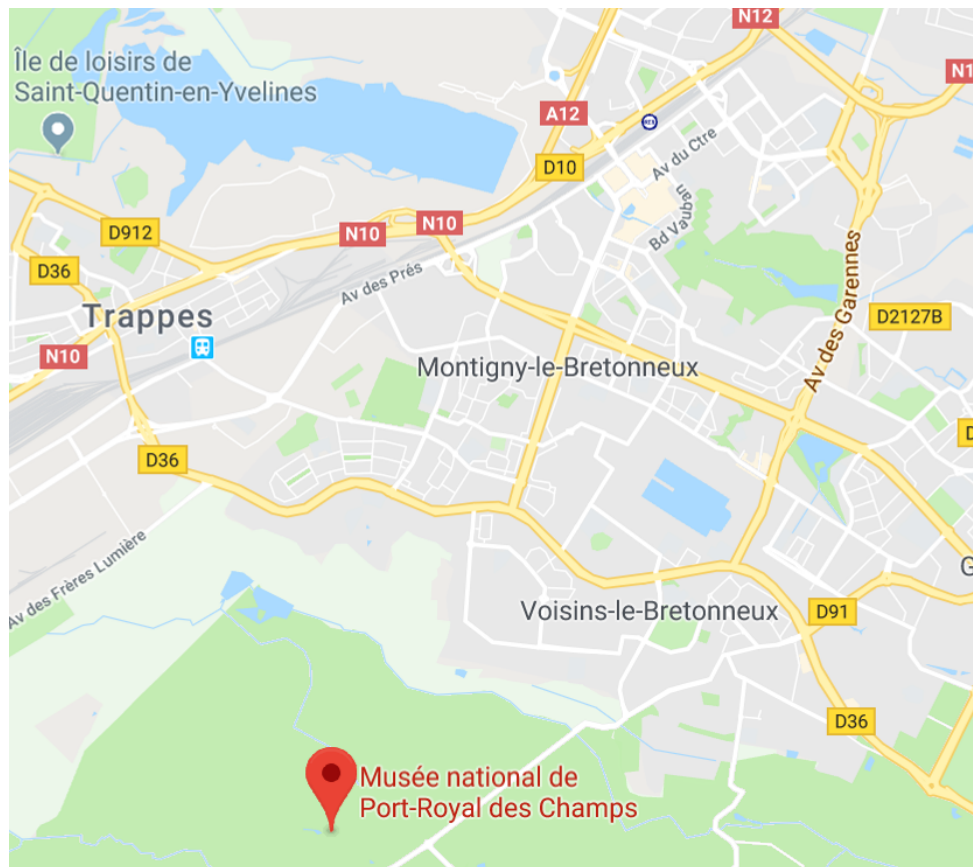 N12
Île de loisirs de
Saint-Quentin-en-Yvelines
N1
A12
Av du Ctre
D10
Bd Vauban
D912
N10
N10
D36
Av des Prés
Av des Garennes
Trappes
D2127B
N10
Montigny-le-Bretonneux
D
D36
Av des Frères Lumière
G
Voisins-le-Bretonneux
D91
D36
Musée national de
Port-Royal des Champs